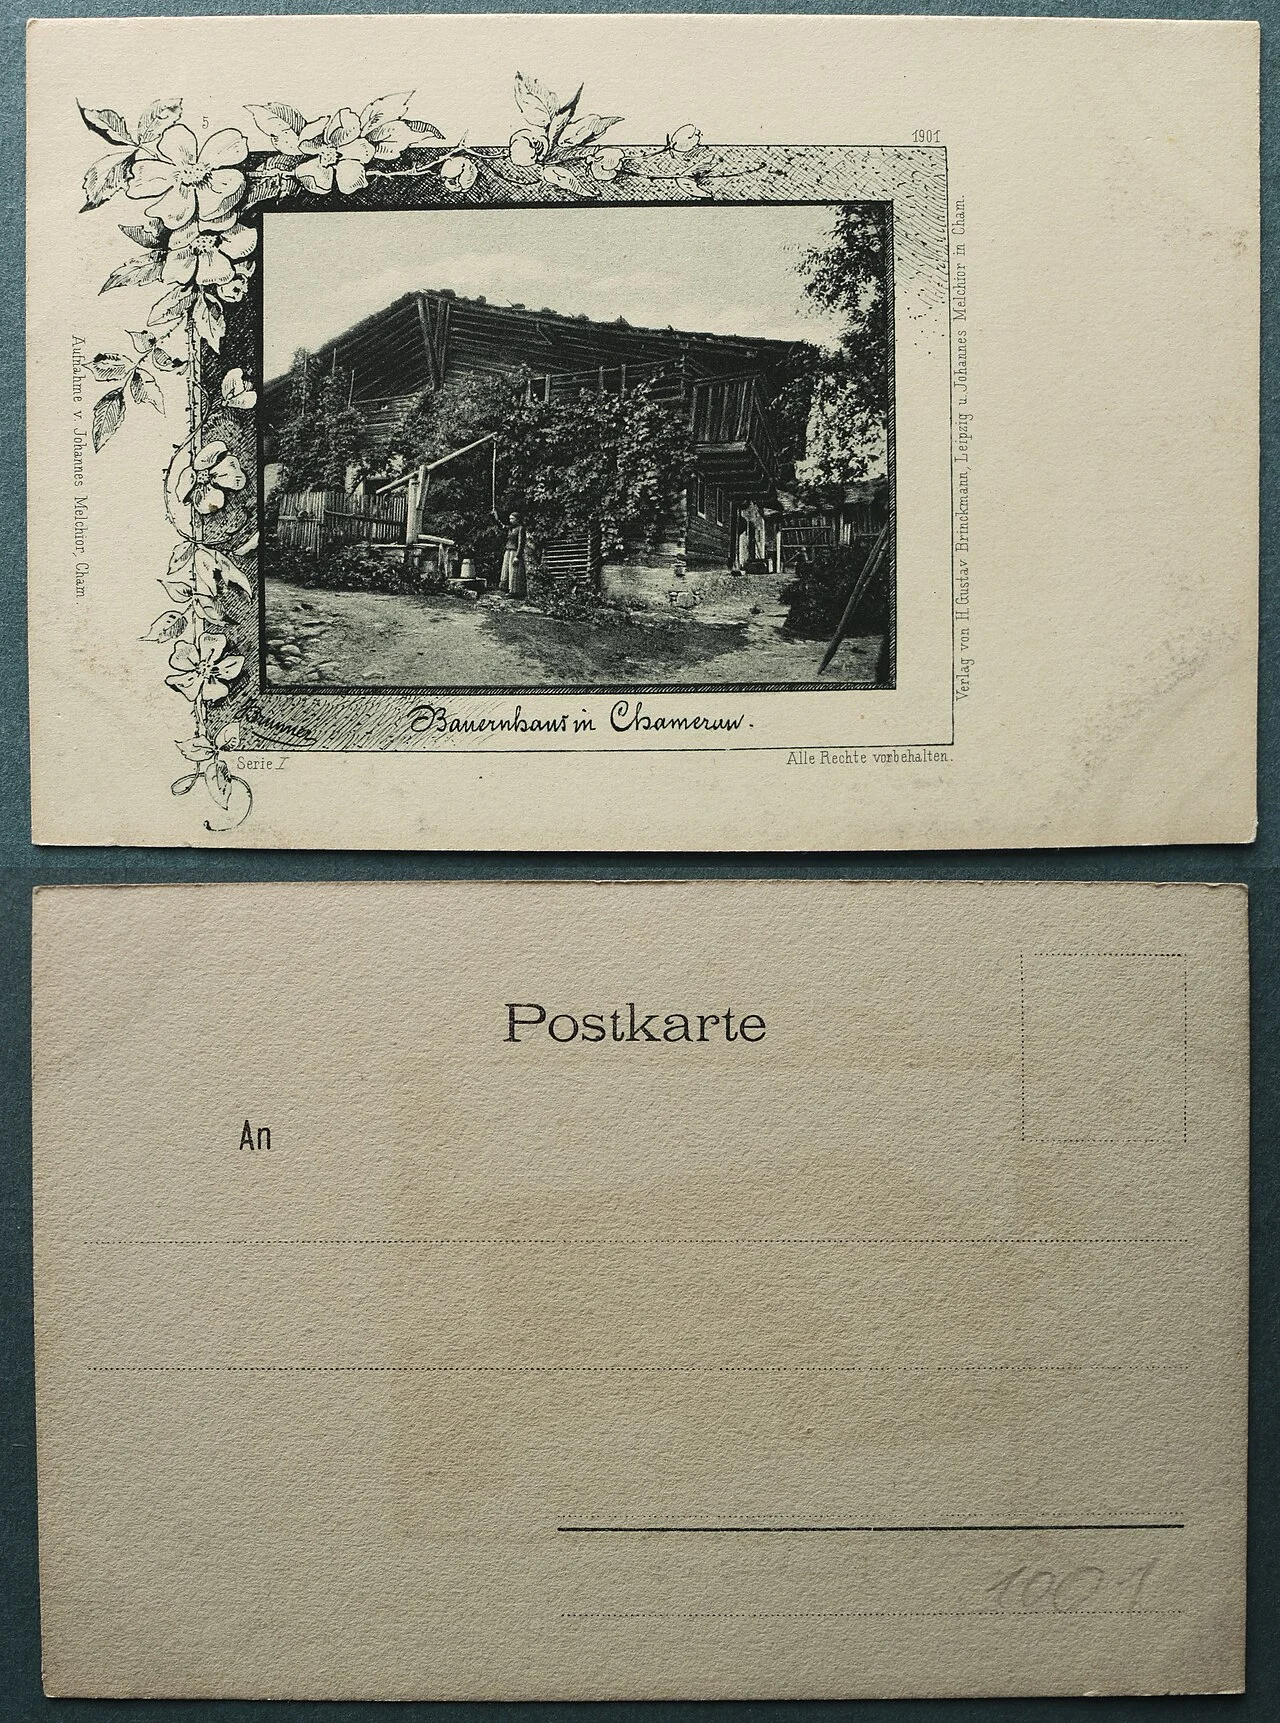 5
1901
Aufnahme v. Johannes Melchior, Cham.
Verlag von H. Gustav Brinckmann, Leipzig u. Johannes Melchior in Cham.
Brunner
Bauernhaus in Chamerau.
Serie I
Alle Rechte vorbehalten.
Postkarte
An